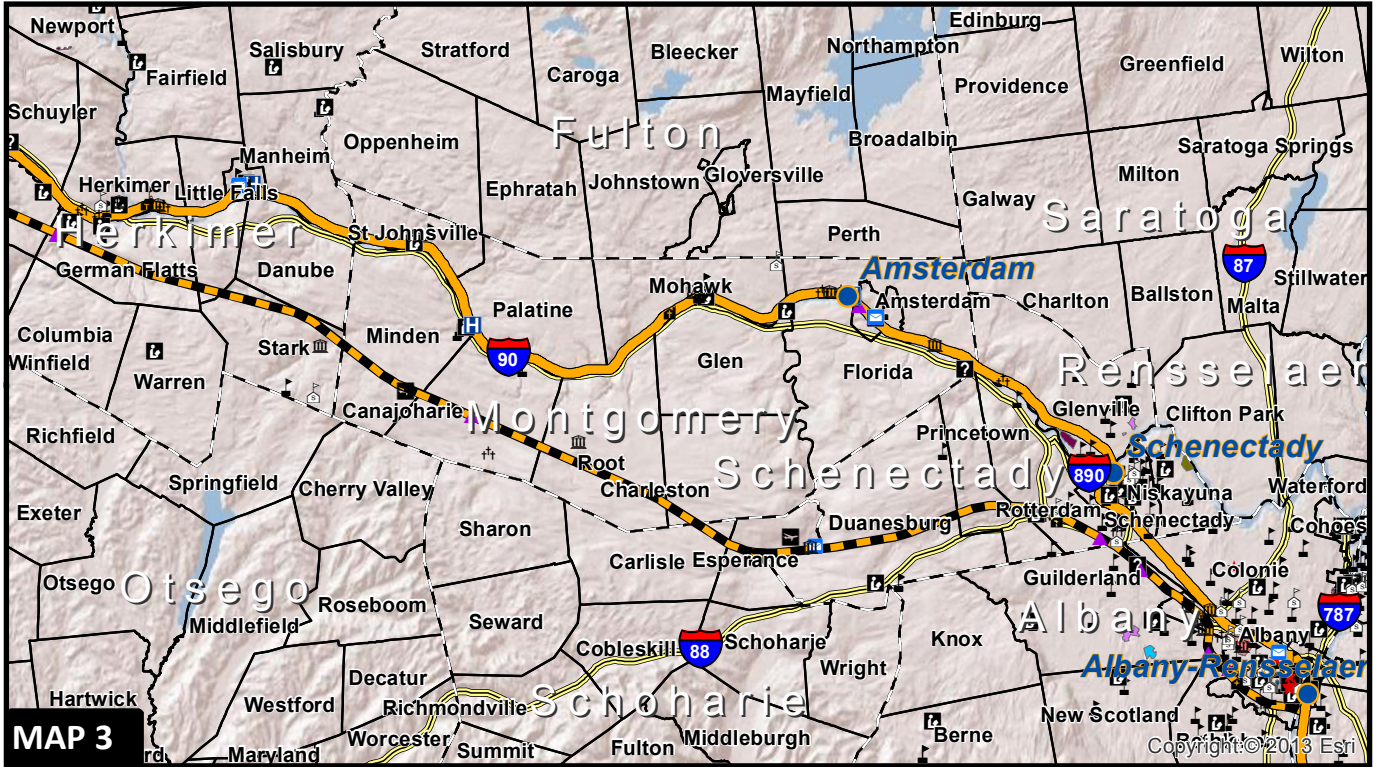 Newport
Salisbury
Stratford
Bleecker
Northampton
Edinburg
Wilton
Fairfield
Caroga
Mayfield
Providence
Greenfield
Schuyler
Oppenheim
Fulton
Broadalbin
Saratoga Springs
Manheim
Milton
Herkimer
Little Falls
Ephratah
Johnstown
Gloversville
Galway
Saratoga
Herkimer
St Johnsville
Perth
87
German Flatts
Danube
Amsterdam
Stillwater
Mohawk
Amsterdam
Charlton
Ballston
Malta
Columbia
Palatine
Minden
Winfield
Stark
H
90
Glen
Florida
?
Rensselaer
Warren
Canajoharie
Montgomery
Glenville
Clifton Park
Richfield
Princetown
Schenectady
Root
Schenectady
890
Springfield
Cherry Valley
Charleston
Niskayuna
Waterford
Exeter
Sharon
Duanesburg
Rotterdam
Schenectady
Cohoes
Carlisle
Esperance
Otsego
Otsego
Guilderland
Colonie
Roseboom
Middlefield
Seward
Albany
787
Cobleskill
88
Schoharie
Knox
Albany
Wright
Albany-Rensselaer
Hartwick
Westford
Decatur
Richmondville
Schoharie
New Scotland
MAP 3
Worcester
Summit
Fulton
Middleburgh
Berne
Maryland
Copyright:© 2013 Esri